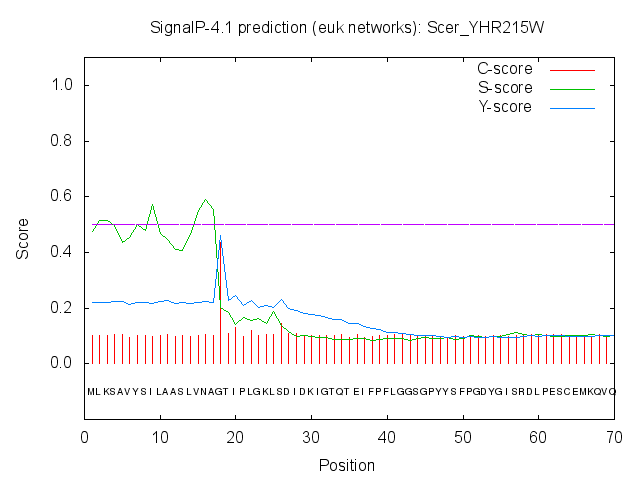 SignalP-4.1 prediction (euk networks): Scer_YHR215W
C-score
S-score
Y-score
1.0
0.8
0.6
0.4
0.2
0.0
Score
MLKSAVYSILAASLVNAGTIPLGKLSDIDKIGTQTEIFPFLGGSGPYYSFPGDYGISRDLPESCEMKQVQ
0 10 20 30 40 50 60 70
Position